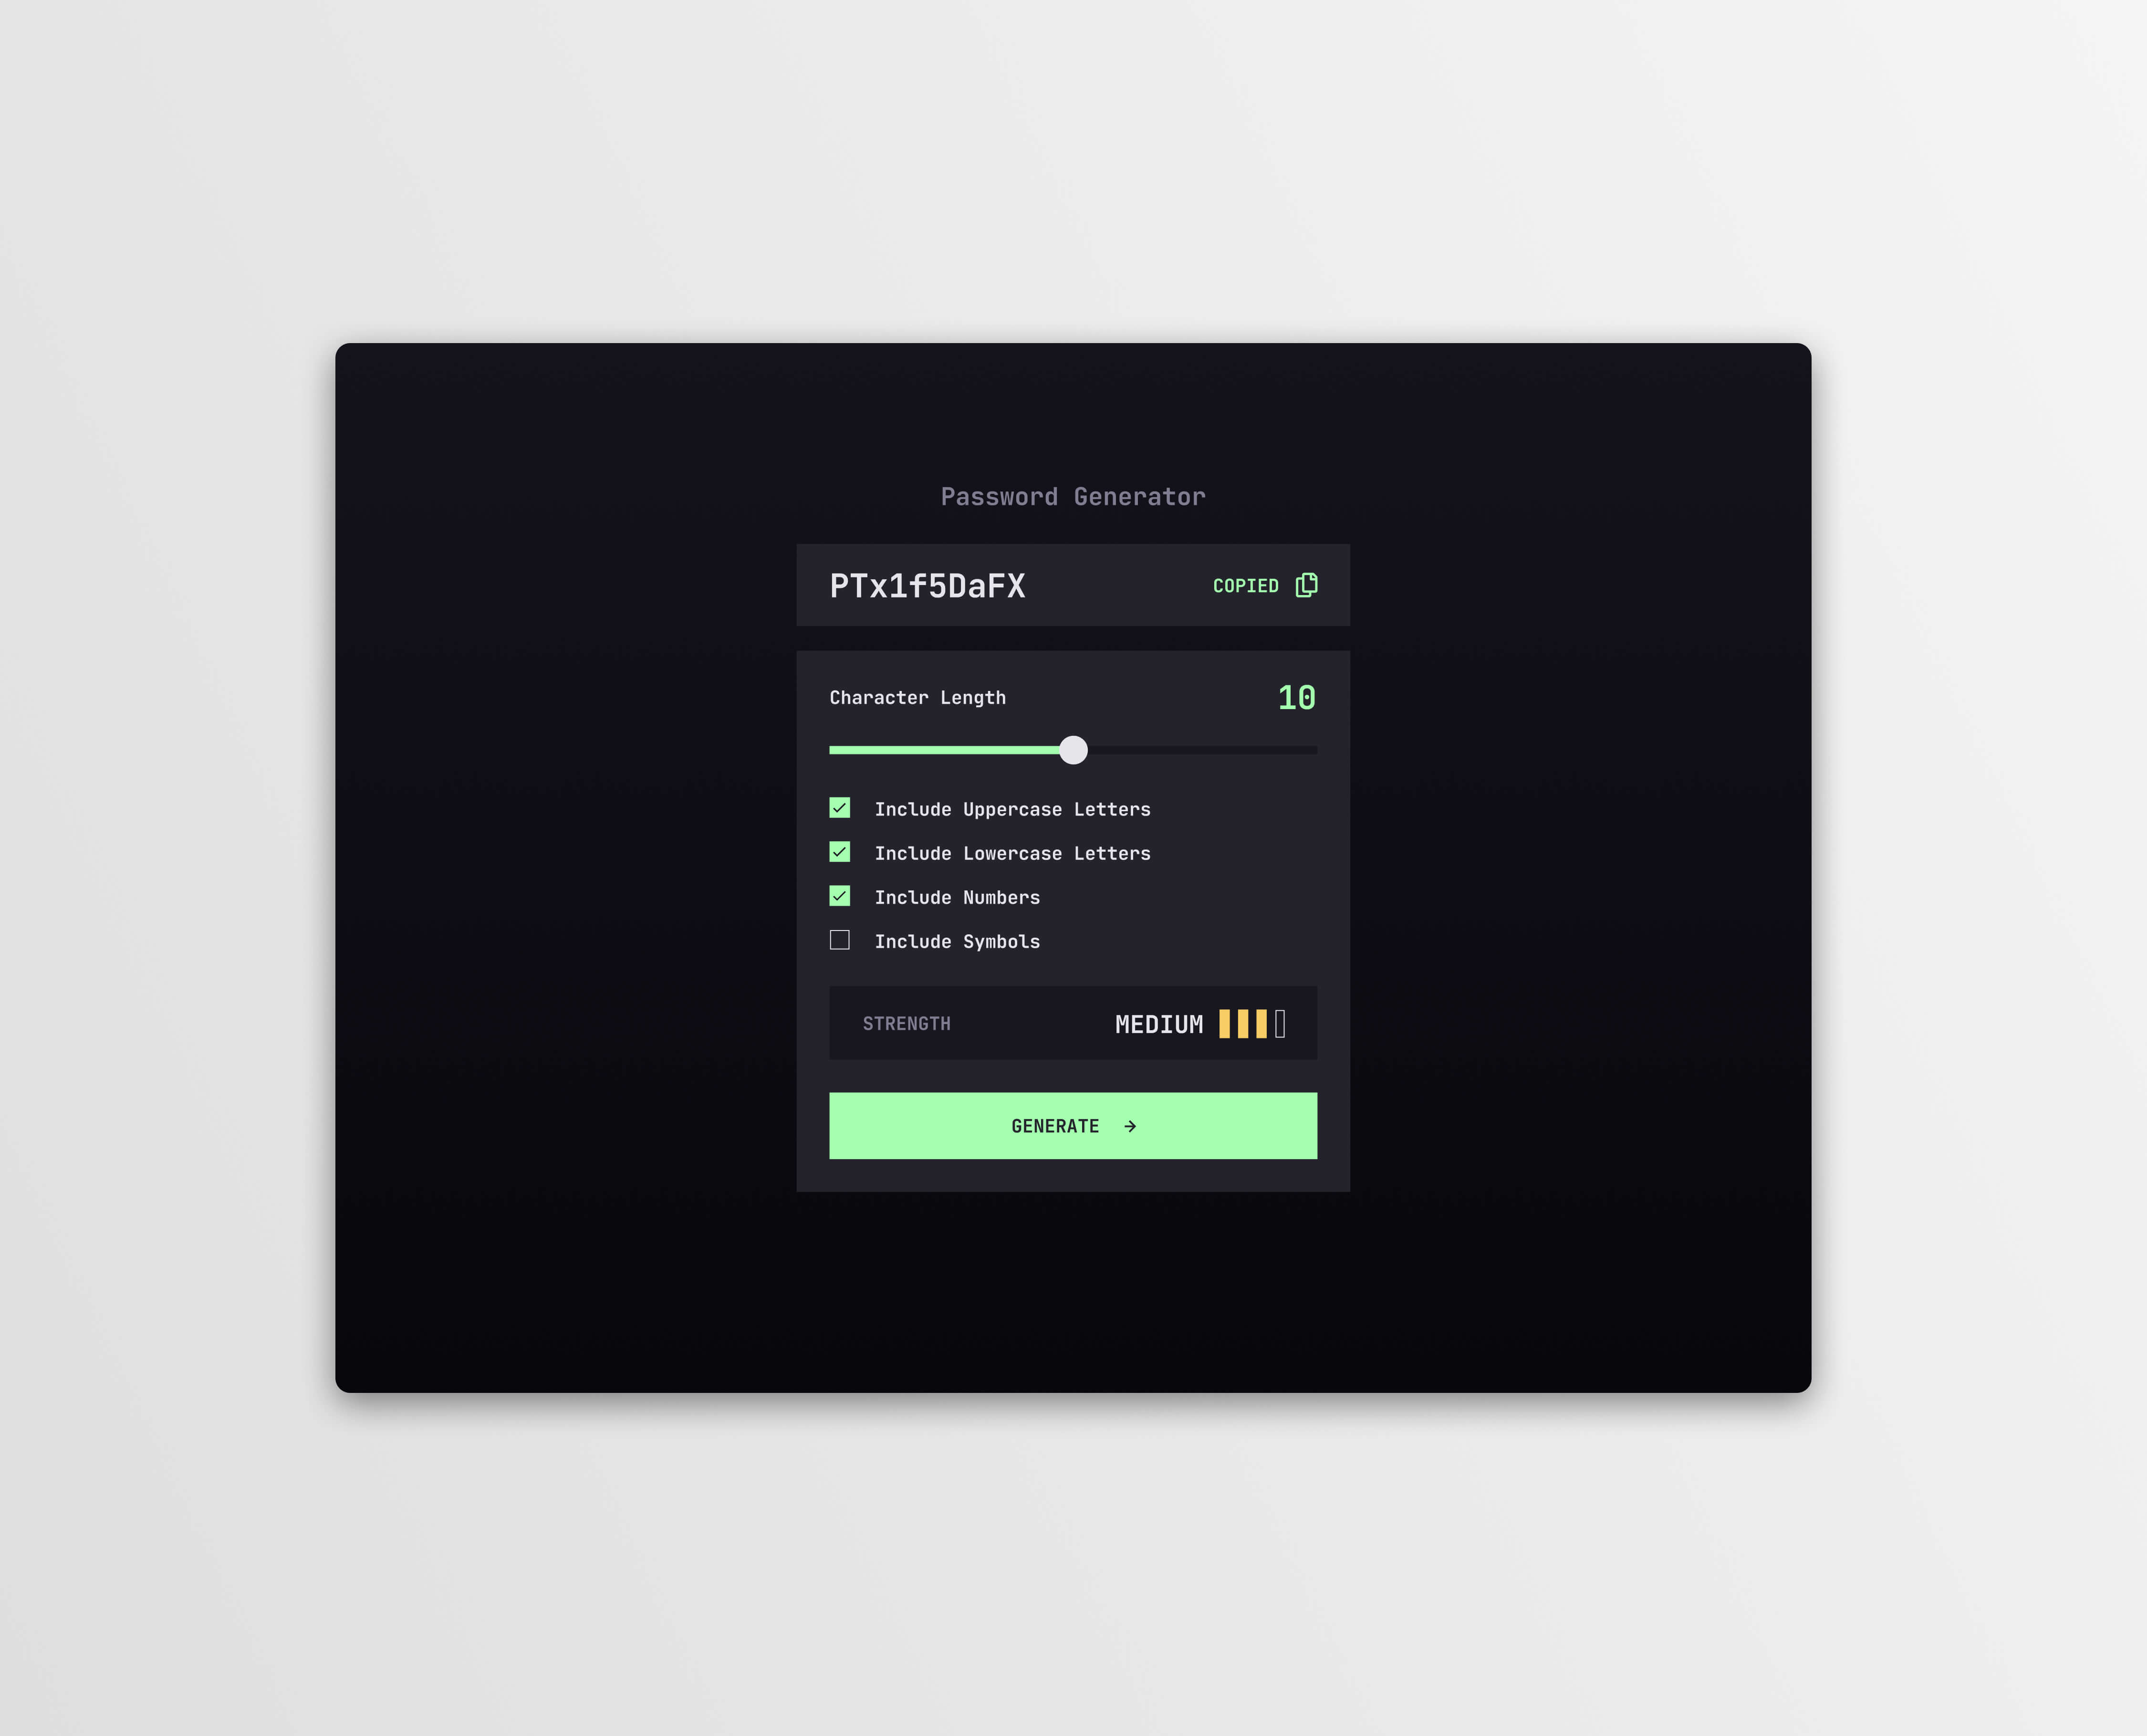 Password Generator
PTx1f5DaFX COPIED
Character Length 10
Include Uppercase Letters
Include Lowercase Letters
Include Numbers
Include Symbols
STRENGTH MEDIUM
GENERATE →